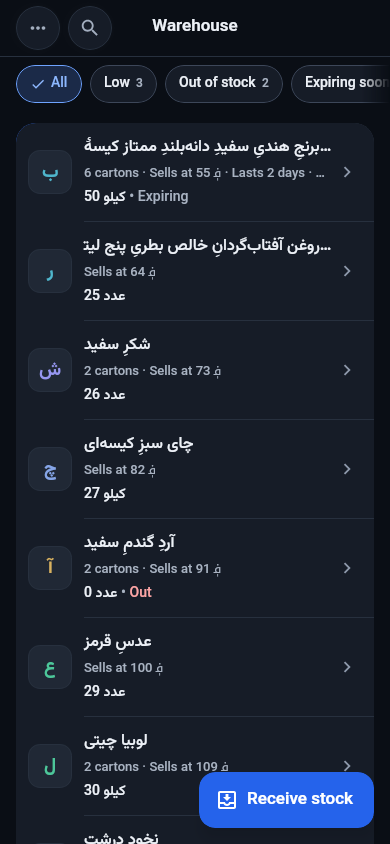 Warehouse
All
Low 3
Out of stock 2
Expiring soon
ب
برنجِ هندیِ سفیدِ دانه‌بلندِ ممتاز کیسهٔ…
6 cartons · Sells at 55 ؋ · Lasts 2 days · …
50 کیلو • Expiring
ر
روغن آفتاب‌گردانِ خالص بطریِ پنج لیت…
Sells at 64 ؋
25 عدد
ش
شکرِ سفید
2 cartons · Sells at 73 ؋
26 عدد
چ
چای سبزِ کیسه‌ای
Sells at 82 ؋
27 کیلو
آ
آردِ گندمِ سفید
2 cartons · Sells at 91 ؋
0 عدد • Out
ع
عدسِ قرمز
Sells at 100 ؋
29 عدد
ل
لوبیا چیتی
2 cartons · Sells at 109 ؋
30 کیلو
Receive stock
نخود درشت